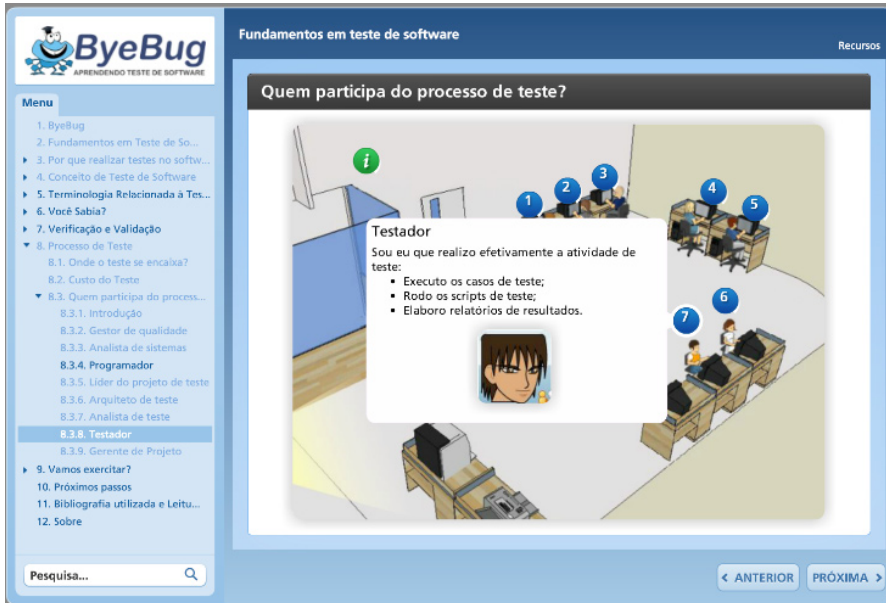 ByeBug
APRENDENDO TESTE DE SOFTWARE
Fundamentos em teste de software
Recursos
Menu
1. ByeBug
2. Fundamentos em Teste de So...
3. Por que realizar testes no softw...
4. Conceito de Teste de Software
5. Terminologia Relacionada à Tes...
6. Você Sabia?
7. Verificação e Validação
8. Processo de Teste
8.1. Onde o teste se encaixa?
8.2. Custo do Teste
8.3. Quem participa do process...
8.3.1. Introdução
8.3.2. Gestor de qualidade
8.3.3. Analista de sistemas
8.3.4. Programador
8.3.5. Líder do projeto de teste
8.3.6. Arquiteto de teste
8.3.7. Analista de teste
8.3.8. Testador
8.3.9. Gerente de Projeto
9. Vamos exercitar?
10. Próximos passos
11. Bibliografia utilizada e Leitu...
12. Sobre
Pesquisa...
Quem participa do processo de teste?
i
1
2
3
4
5
6
7
Testador
Sou eu que realizo efetivamente a atividade de
teste:
▪ Executo os casos de teste;
▪ Rodo os scripts de teste;
▪ Elaboro relatórios de resultados.
< ANTERIOR
PRÓXIMA >